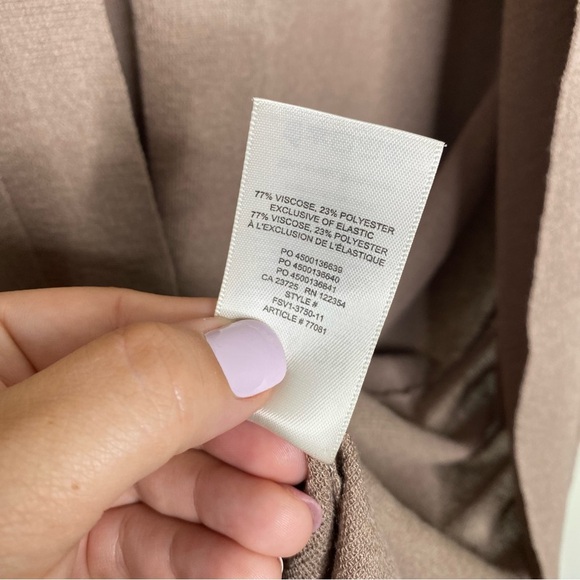 77% VISCOSE, 23% POLYESTER
EXCLUSIVE OF ELASTIC
77% VISCOSE, 23% POLYESTER
À L'EXCLUSION DE L'ÉLASTIQUE
PO 4500136639
PO 4500136640
PO 4500136641
CA 23725 RN 122354
STYLE #
FSV1-3750-11
ARTICLE # 77081